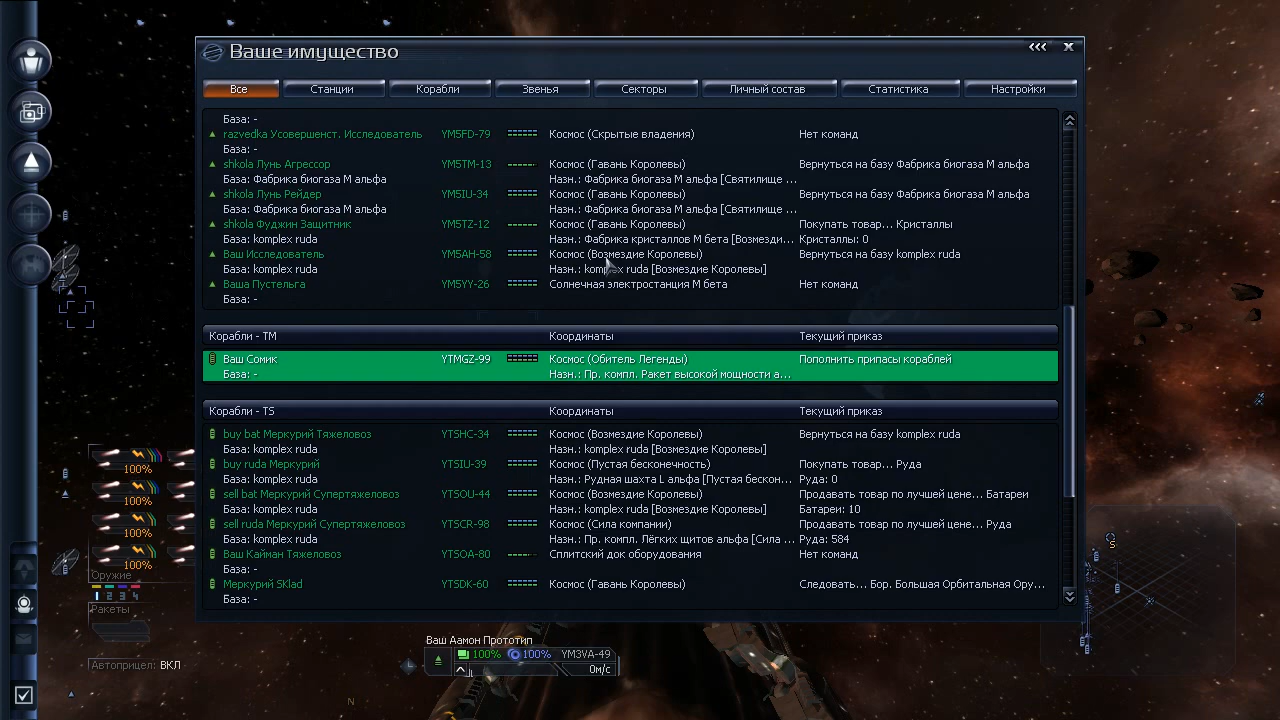 Ваше имущество
Все Станции Корабли Звенья Секторы Личный состав Статистика Настройки
База: -
razvedka Усовершенст. Исследователь YM5FD-79 Космос (Скрытые владения) Нет команд
База: -
shkola Лунь Агрессор YM5TM-13 Космос (Гавань Королевы) Вернуться на базу Фабрика биогаза М альфа
База: Фабрика биогаза М альфа Назн.: Фабрика биогаза М альфа [Святилище ...
shkola Лунь Рейдер YM5IU-34 Космос (Гавань Королевы) Вернуться на базу Фабрика биогаза М альфа
База: Фабрика биогаза М альфа Назн.: Фабрика биогаза М альфа [Святилище ...
shkola Фуджин Защитник YM5TZ-12 Космос (Гавань Королевы) Покупать товар... Кристаллы
База: komplex ruda Назн.: Фабрика кристаллов М бета [Возмезди... Кристаллы: 0
Ваш Исследователь YM5AH-58 Космос (Возмездие Королевы) Вернуться на базу komplex ruda
База: komplex ruda Назн.: komplex ruda [Возмездие Королевы]
Ваша Пустельга YM5YY-26 Солнечная электростанция М бета Нет команд
База: -
Корабли - TM Координаты Текущий приказ
Ваш Сомик YTMGZ-99 Космос (Обитель Легенды) Пополнить припасы кораблей
База: - Назн.: Пр. компл. Ракет высокой мощности а...
Корабли - TS Координаты Текущий приказ
buy bat Меркурий Тяжеловоз YTSHC-34 Космос (Возмездие Королевы) Вернуться на базу komplex ruda
База: komplex ruda Назн.: komplex ruda [Возмездие Королевы]
buy ruda Меркурий YTSIU-39 Космос (Пустая бесконечность) Покупать товар... Руда
База: komplex ruda Назн.: Рудная шахта L альфа [Пустая бескон... Руда: 0
sell bat Меркурий Супертяжеловоз YTSOU-44 Космос (Возмездие Королевы) Продавать товар по лучшей цене... Батареи
База: komplex ruda Назн.: komplex ruda [Возмездие Королевы] Батареи: 10
sell ruda Меркурий Супертяжеловоз YTSCR-98 Космос (Сила компании) Продавать товар по лучшей цене... Руда
База: komplex ruda Назн.: Пр. компл. Лёгких щитов альфа [Сила ... Руда: 584
Ваш Кайман Тяжеловоз YTSOA-80 Сплитский док оборудования Нет команд
База: -
Меркурий SKlad YTSDK-60 Космос (Гавань Королевы) Передать... Бор. Большая Орбитальная Ору...
База: -
100%
100%
100%
100%
Оружие
1 2 3 4
Ракеты
Автоприцел: ВКЛ
Ваш Аамон Прототип
100% 100% YM3VA-49
0м/с
N
S